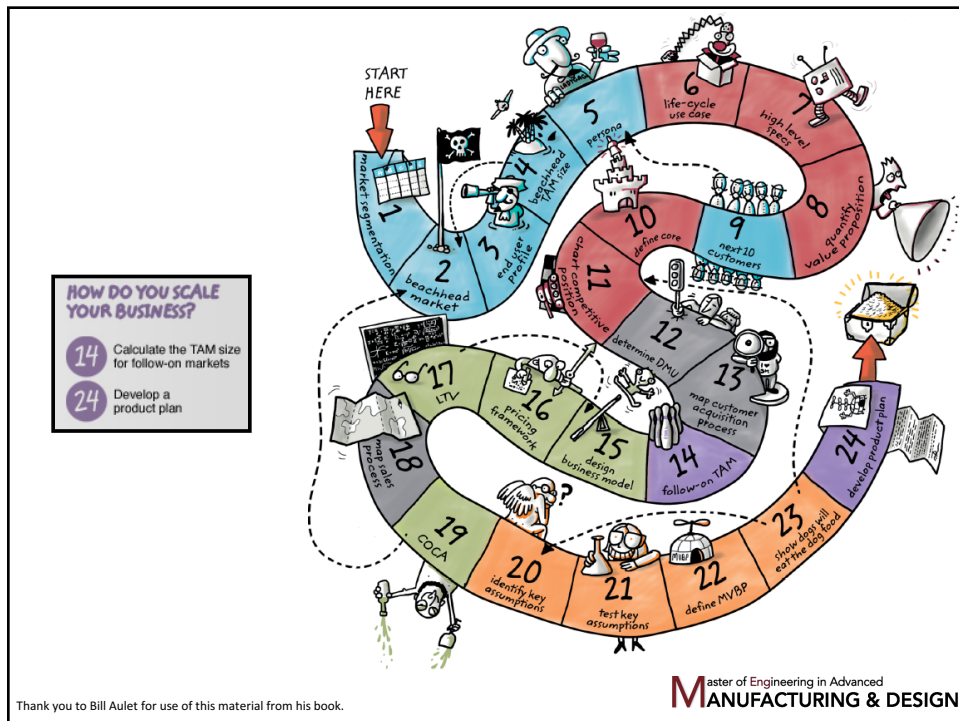 START
HERE
1
market segmentation
2
beachhead
market
3
end user
profile
4
beachhead
TAM size
5
persona
6
life-cycle
use case
7
high level
specs
8
quantify
value proposition
9
next 10
customers
10
define core
11
chart competitive
position
12
determine DMU
13
map customer
acquisition
process
14
follow-on TAM
15
design
business model
16
pricing
framework
17
LTV
18
map sales
process
19
COCA
20
identify key
assumptions
?
21
test key
assumptions
22
define MVBP
MVBP
23
show dogs will
eat the dog food
24
develop product plan
HOW DO YOU SCALE
YOUR BUSINESS?
14 Calculate the TAM size
for follow-on markets
24 Develop a
product plan
Thank you to Bill Aulet for use of this material from his book.
Master of Engineering in Advanced
MANUFACTURING & DESIGN